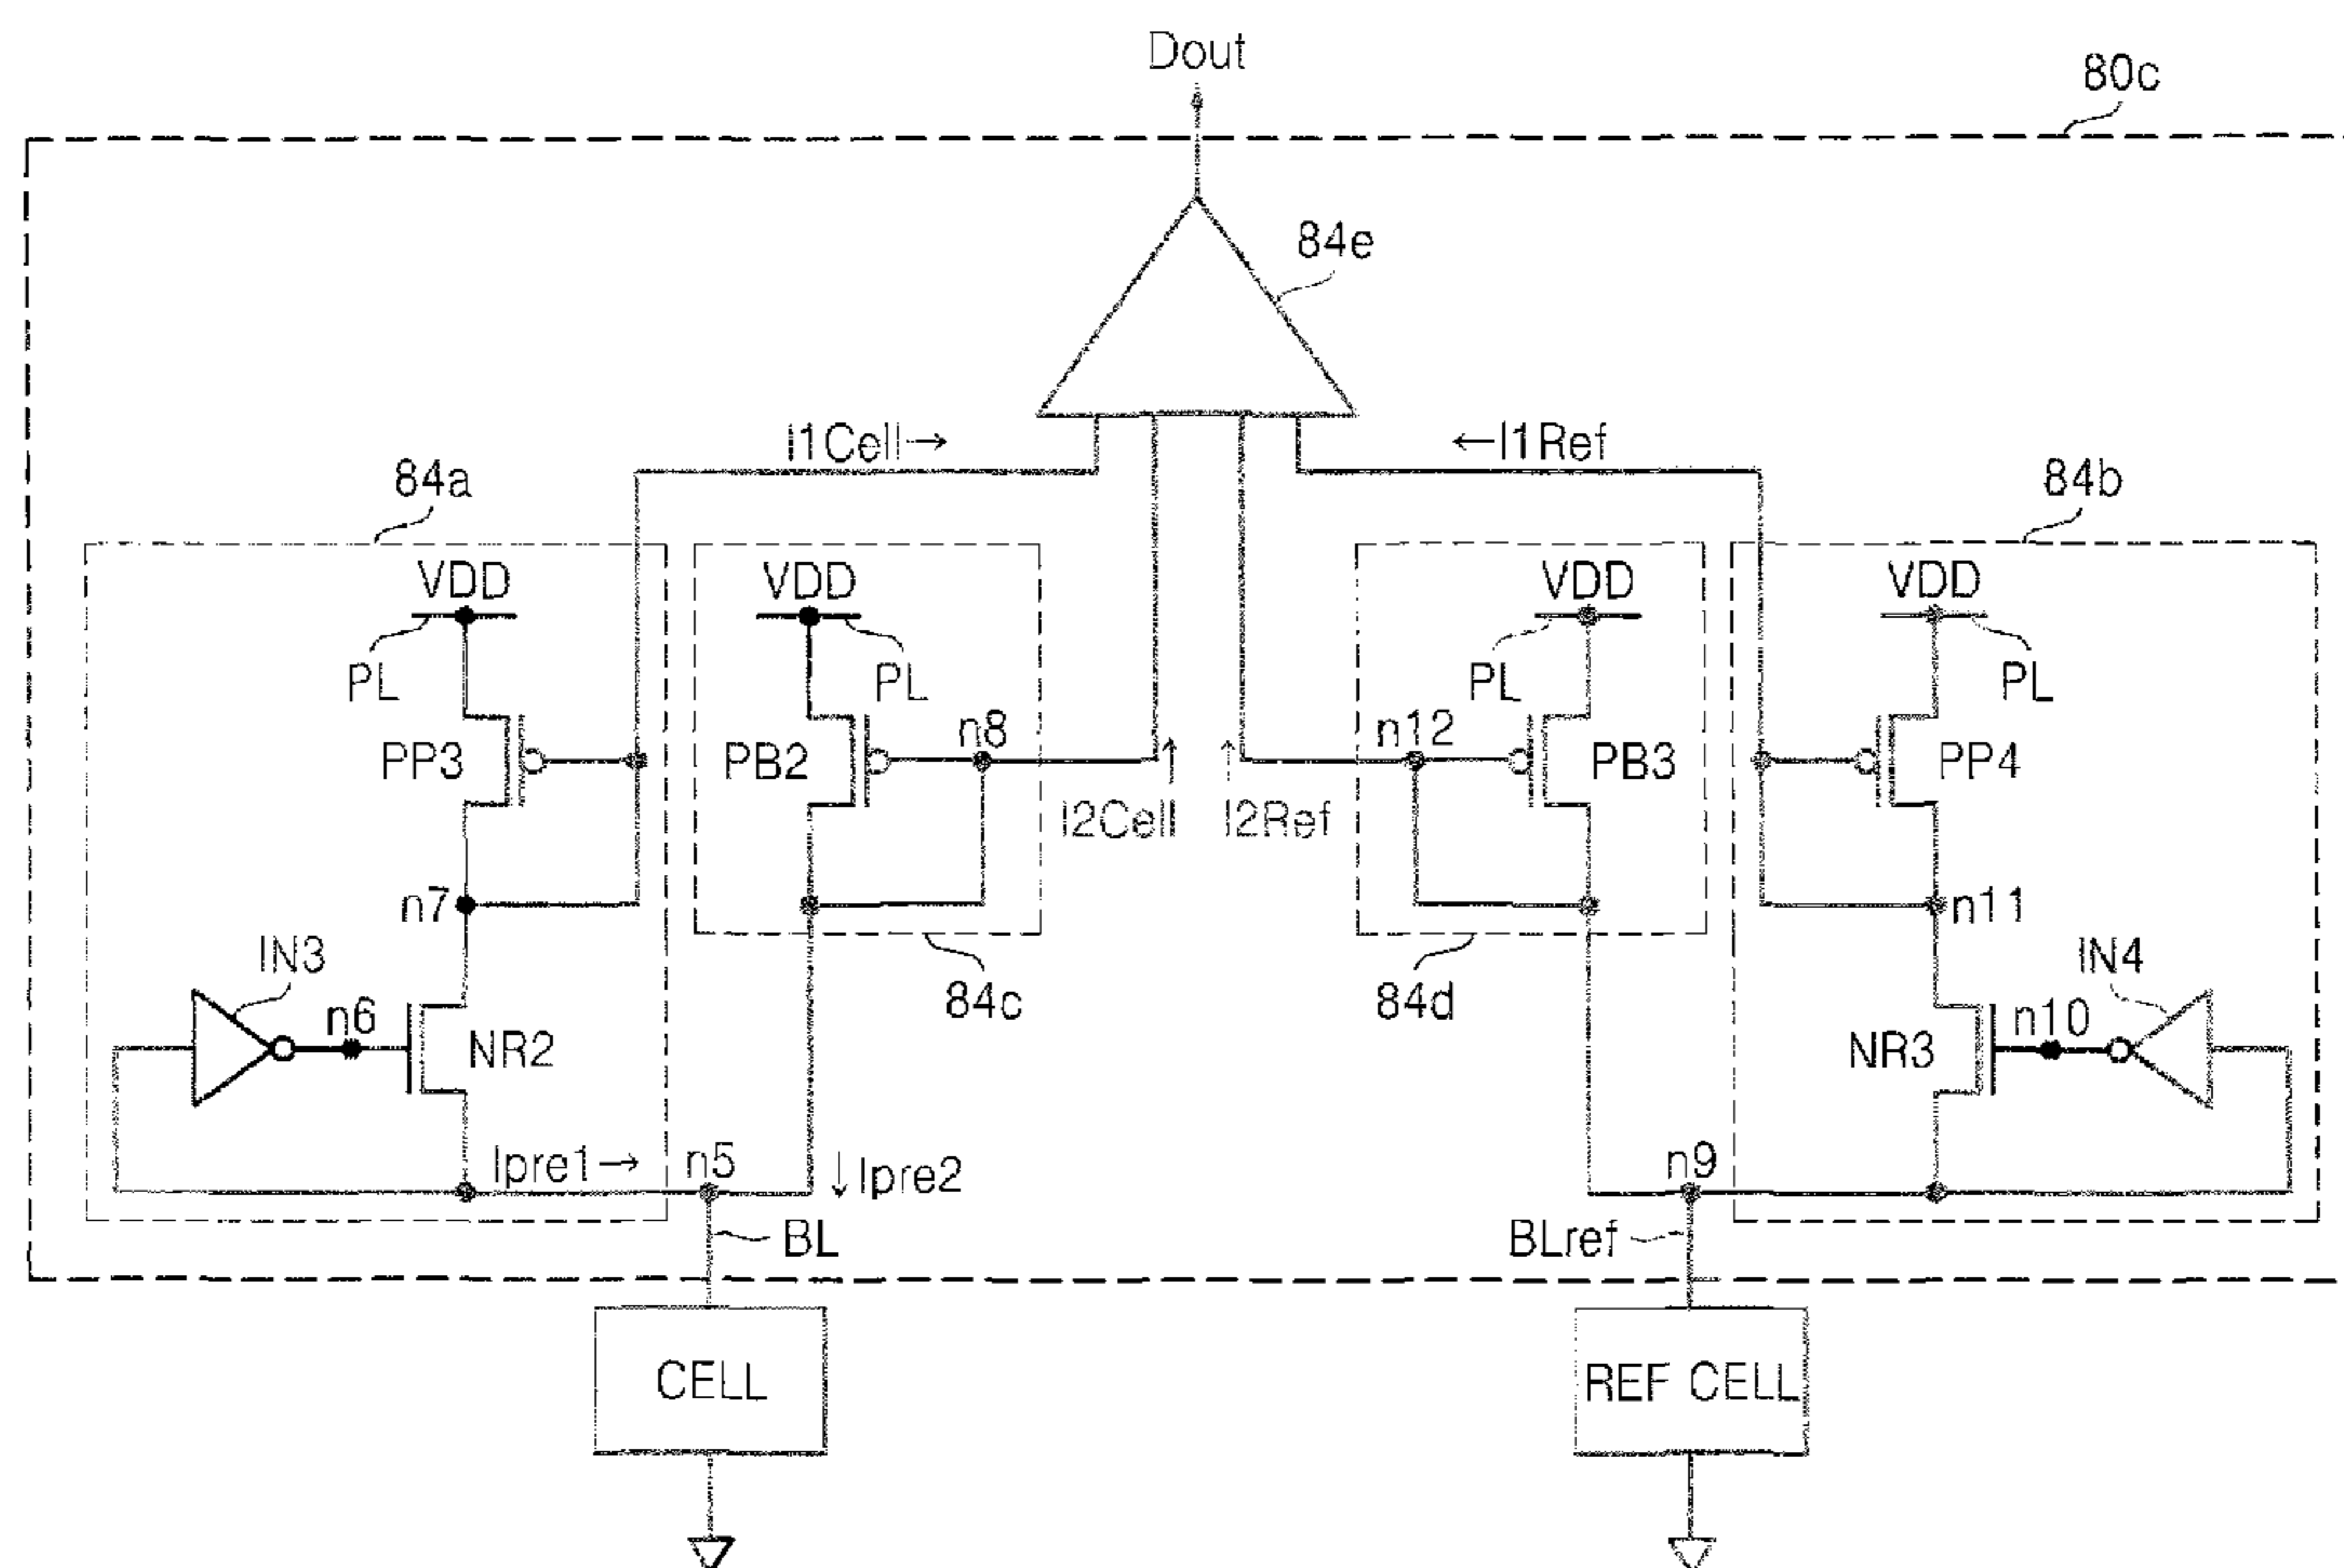 Dout
80c
84e
I1Cell→
←I1Ref
84a
84b
VDD
VDD
VDD
VDD
PL
PL
PL
PL
PP3
PB2
n8
n12
PB3
PP4
I2Cell
I2Ref
n7
n11
IN3
n6
NR2
84c
84d
NR3
n10
IN4
Ipre1→
n5
↓Ipre2
n9
BL
BLref
CELL
REF CELL